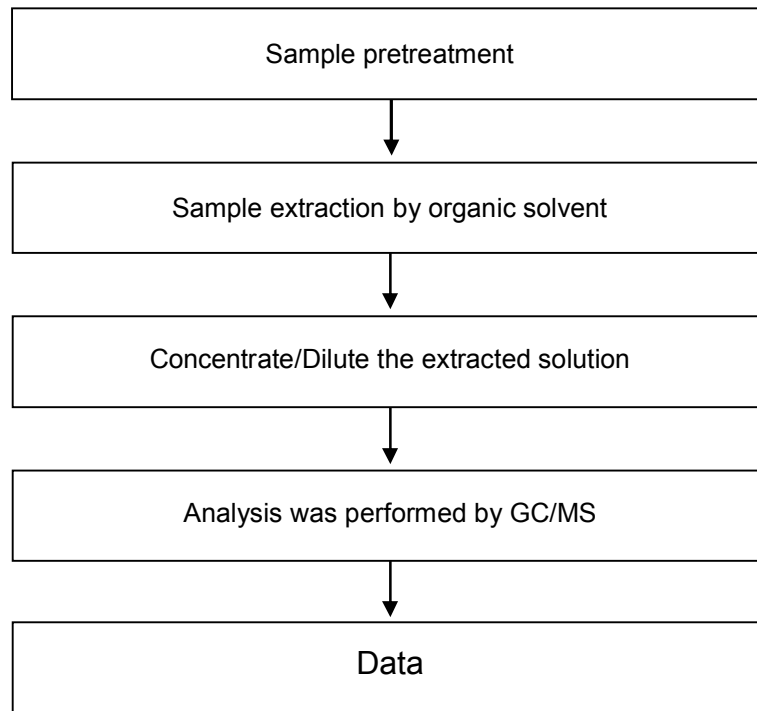 Sample pretreatment
Sample extraction by organic solvent
Concentrate/Dilute the extracted solution
Analysis was performed by GC/MS
Data